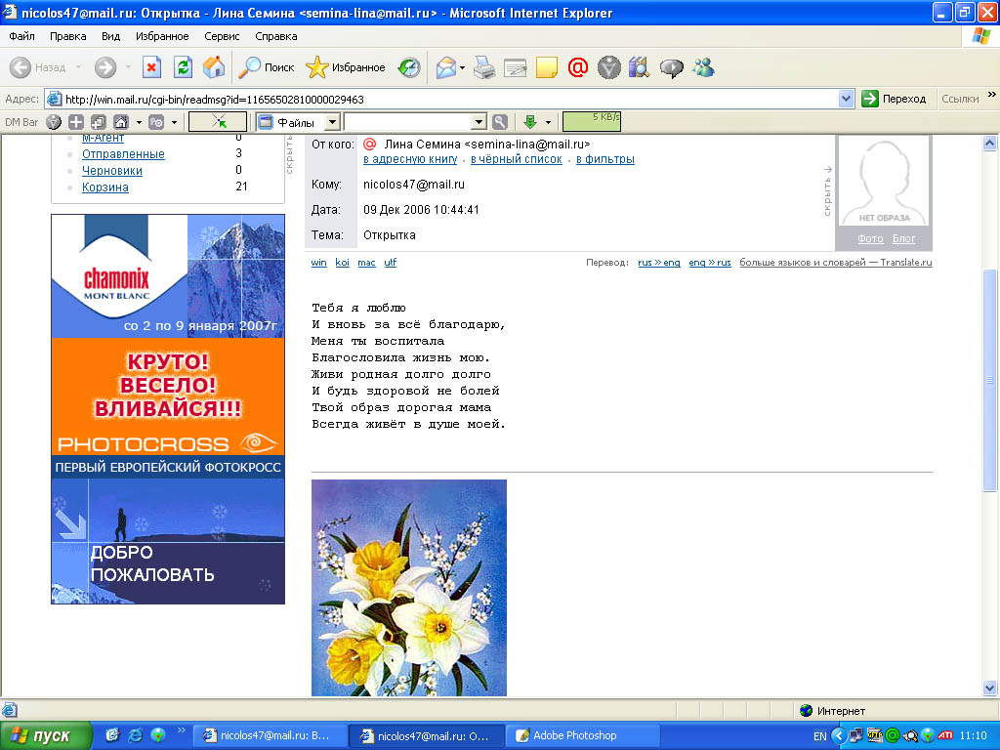 nicolos47@mail.ru: Открытка - Лина Семина <semina-lina@mail.ru> - Microsoft Internet Explorer
Файл Правка Вид Избранное Сервис Справка
Назад Поиск Избранное
Адрес: http://win.mail.ru/cgi-bin/readmsg?id=11656502810000029463 Переход Ссылки »
DM Bar Файлы 5 KB/s
М-Агент 0
Отправленные 3
Черновики 0
Корзина 21
скрыть
От кого: Лина Семина <semina-lina@mail.ru>
в адресную книгу · в чёрный список · в фильтры
Кому: nicolos47@mail.ru
Дата: 09 Дек 2006 10:44:41
Тема: Открытка
скрыть →
НЕТ ОБРАЗА
Фото Блог
win koi mac utf Перевод: rus » eng eng » rus больше языков и словарей — Translate.ru
chamonix
MONT BLANC
со 2 по 9 января 2007г
КРУТО!
ВЕСЕЛО!
ВЛИВАЙСЯ!!!
PHOTOCROSS
ПЕРВЫЙ ЕВРОПЕЙСКИЙ ФОТОКРОСС
ДОБРО
ПОЖАЛОВАТЬ
Тебя я люблю
И вновь за всё благодарю,
Меня ты воспитала
Благословила жизнь мою.
Живи родная долго долго
И будь здоровой не болей
Твой образ дорогая мама
Всегда живёт в душе моей.
Интернет
пуск » nicolos47@mail.ru: В... nicolos47@mail.ru: О... Adobe Photoshop EN 11:10